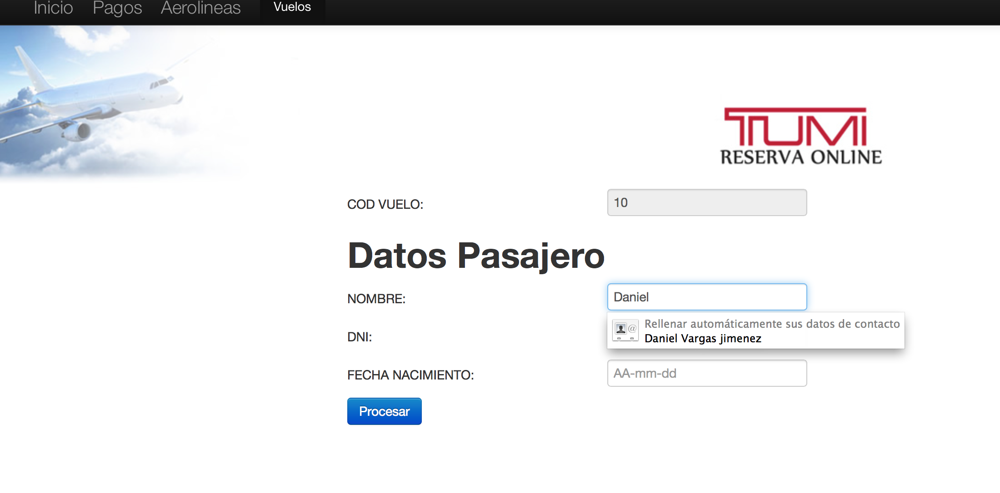 Inicio Pagos Aerolineas Vuelos
TUMI
RESERVA ONLINE
COD VUELO: 10
Datos Pasajero
NOMBRE: Daniel
Rellenar automáticamente sus datos de contacto
@
Daniel Vargas jimenez
DNI:
FECHA NACIMIENTO: AA-mm-dd
Procesar